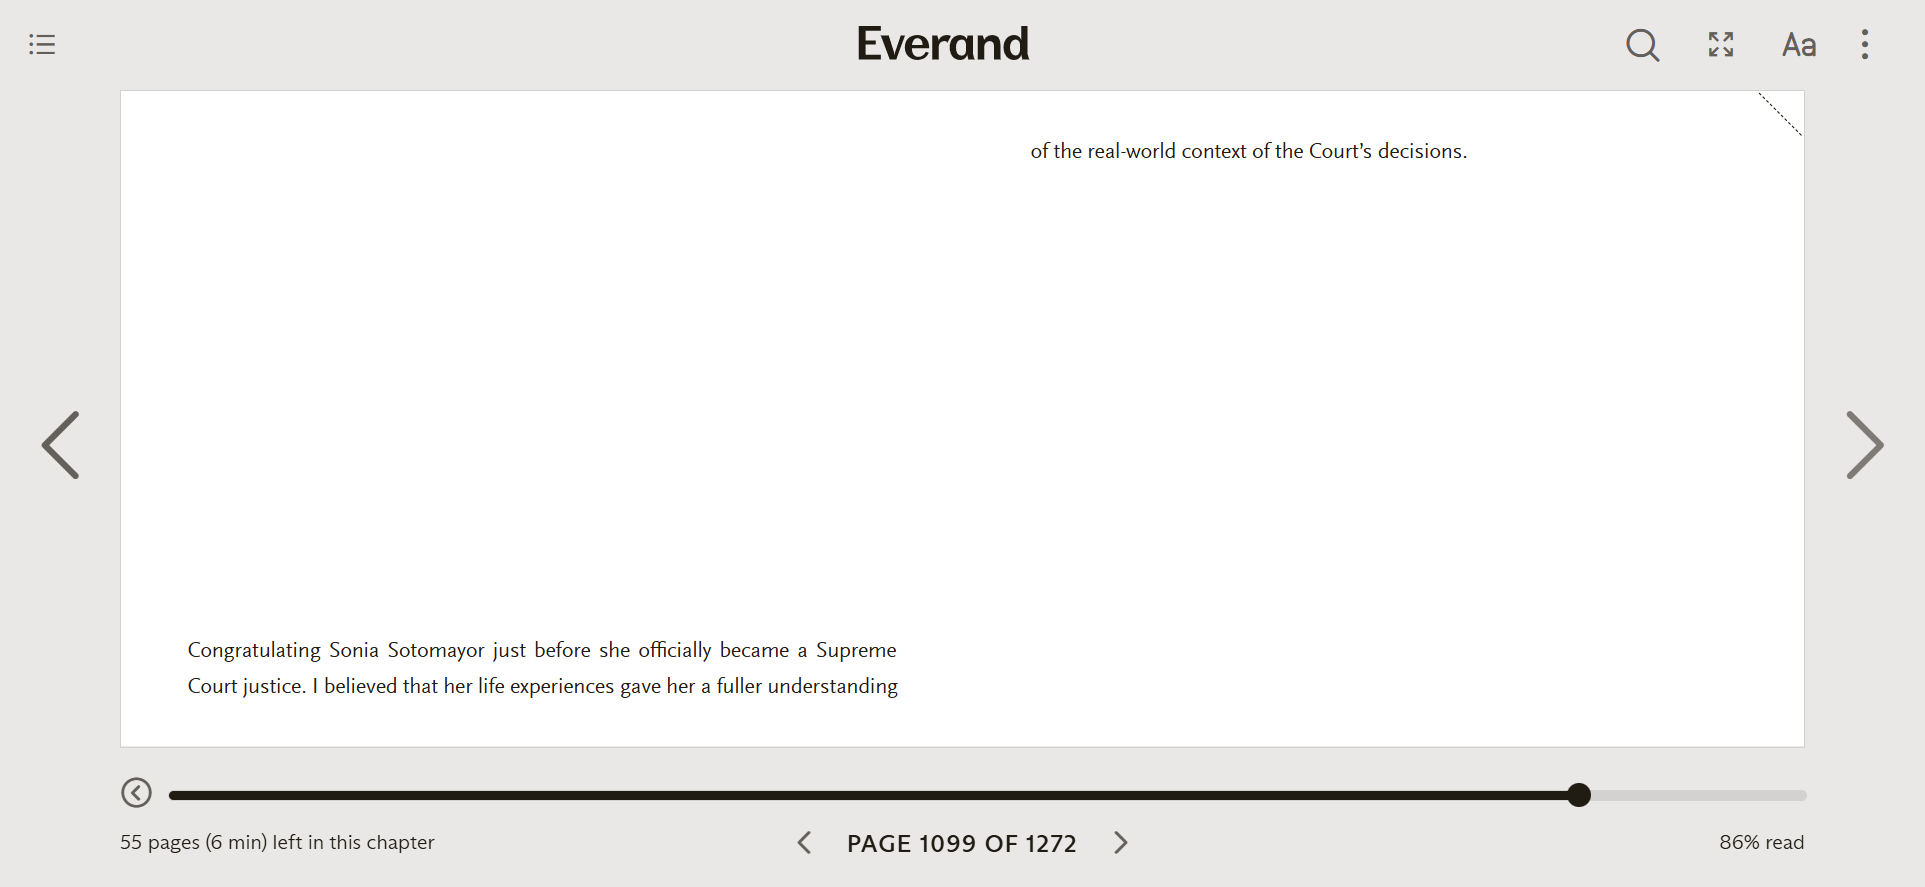 Everand
Aa
Congratulating Sonia Sotomayor just before she officially became a Supreme
Court justice. I believed that her life experiences gave her a fuller understanding
of the real-world context of the Court’s decisions.
55 pages (6 min) left in this chapter
PAGE 1099 OF 1272
86% read